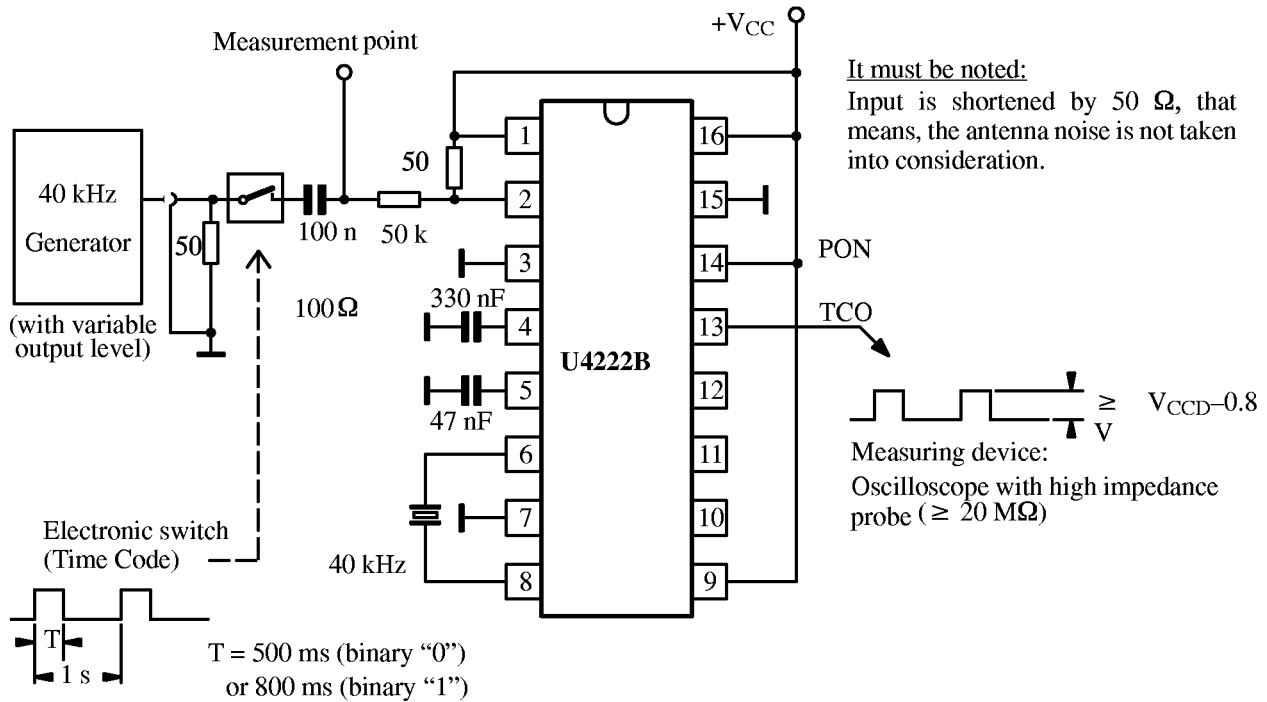 +VCC
Measurement point
It must be noted:
Input is shortened by 50 Ω, that
means, the antenna noise is not taken
into consideration.
40 kHz
Generator
(with variable
output level)
50
100 n
50 k
50
100 Ω
330 nF
47 nF
40 kHz
1
2
3
4
5
6
7
8
U4222B
16
15
14
13
12
11
10
9
PON
TCO
≥ VCCD–0.8
V
Measuring device:
Oscilloscope with high impedance
probe (≥ 20 MΩ)
Electronic switch
(Time Code)
T
1 s
T = 500 ms (binary “0”)
or 800 ms (binary “1”)